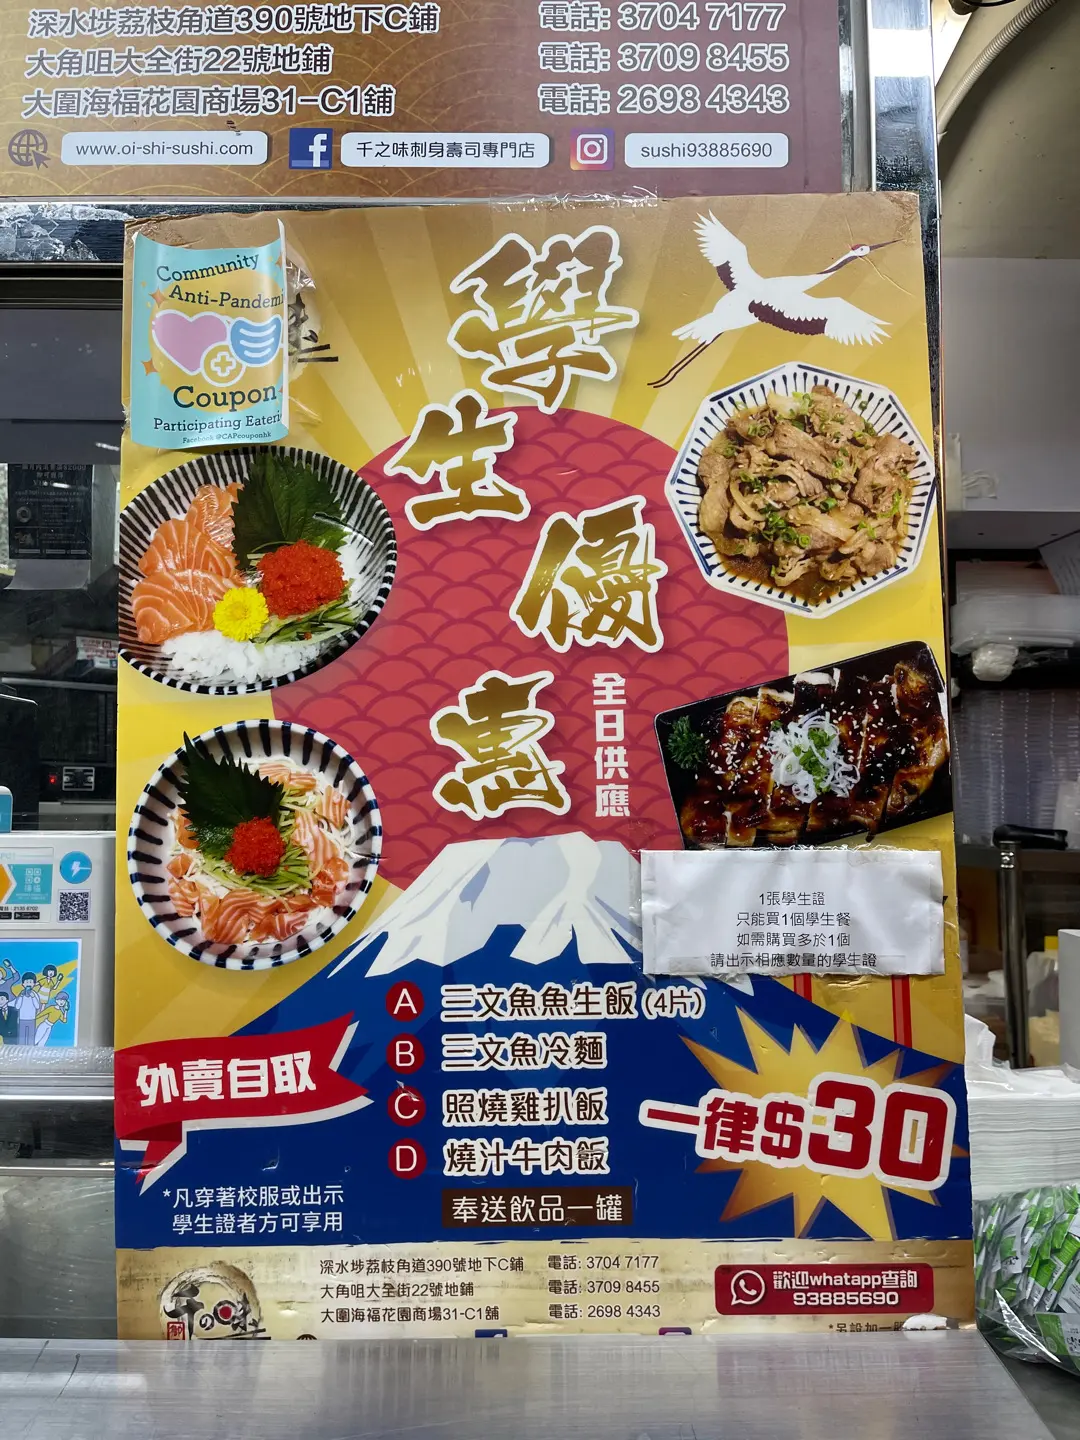 深水埗荔枝角道390號地下C鋪
電話: 3704 7177
大角咀大全街22號地鋪
電話: 3709 8455
大圍海福花園商場31-C1舖
電話: 2698 4343
www.oi-shi-sushi.com
千之味刺身壽司專門店
sushi93885690
Community
Anti-Pandemi
Coupon
Participating Eateri
Facebook @CAPcouponhk
學生優惠
全日供應
1張學生證
只能買1個學生餐
如需購買多於1個
請出示相應數量的學生證
A 三文魚魚生飯 (4片)
B 三文魚冷麵
C 照燒雞扒飯
D 燒汁牛肉飯
奉送飲品一罐
外賣自取
一律$30
*凡穿著校服或出示
學生證者方可享用
深水埗荔枝角道390號地下C鋪
電話: 3704 7177
大角咀大全街22號地鋪
電話: 3709 8455
大圍海福花園商場31-C1舖
電話: 2698 4343
歡迎whatapp查詢
93885690
千の味